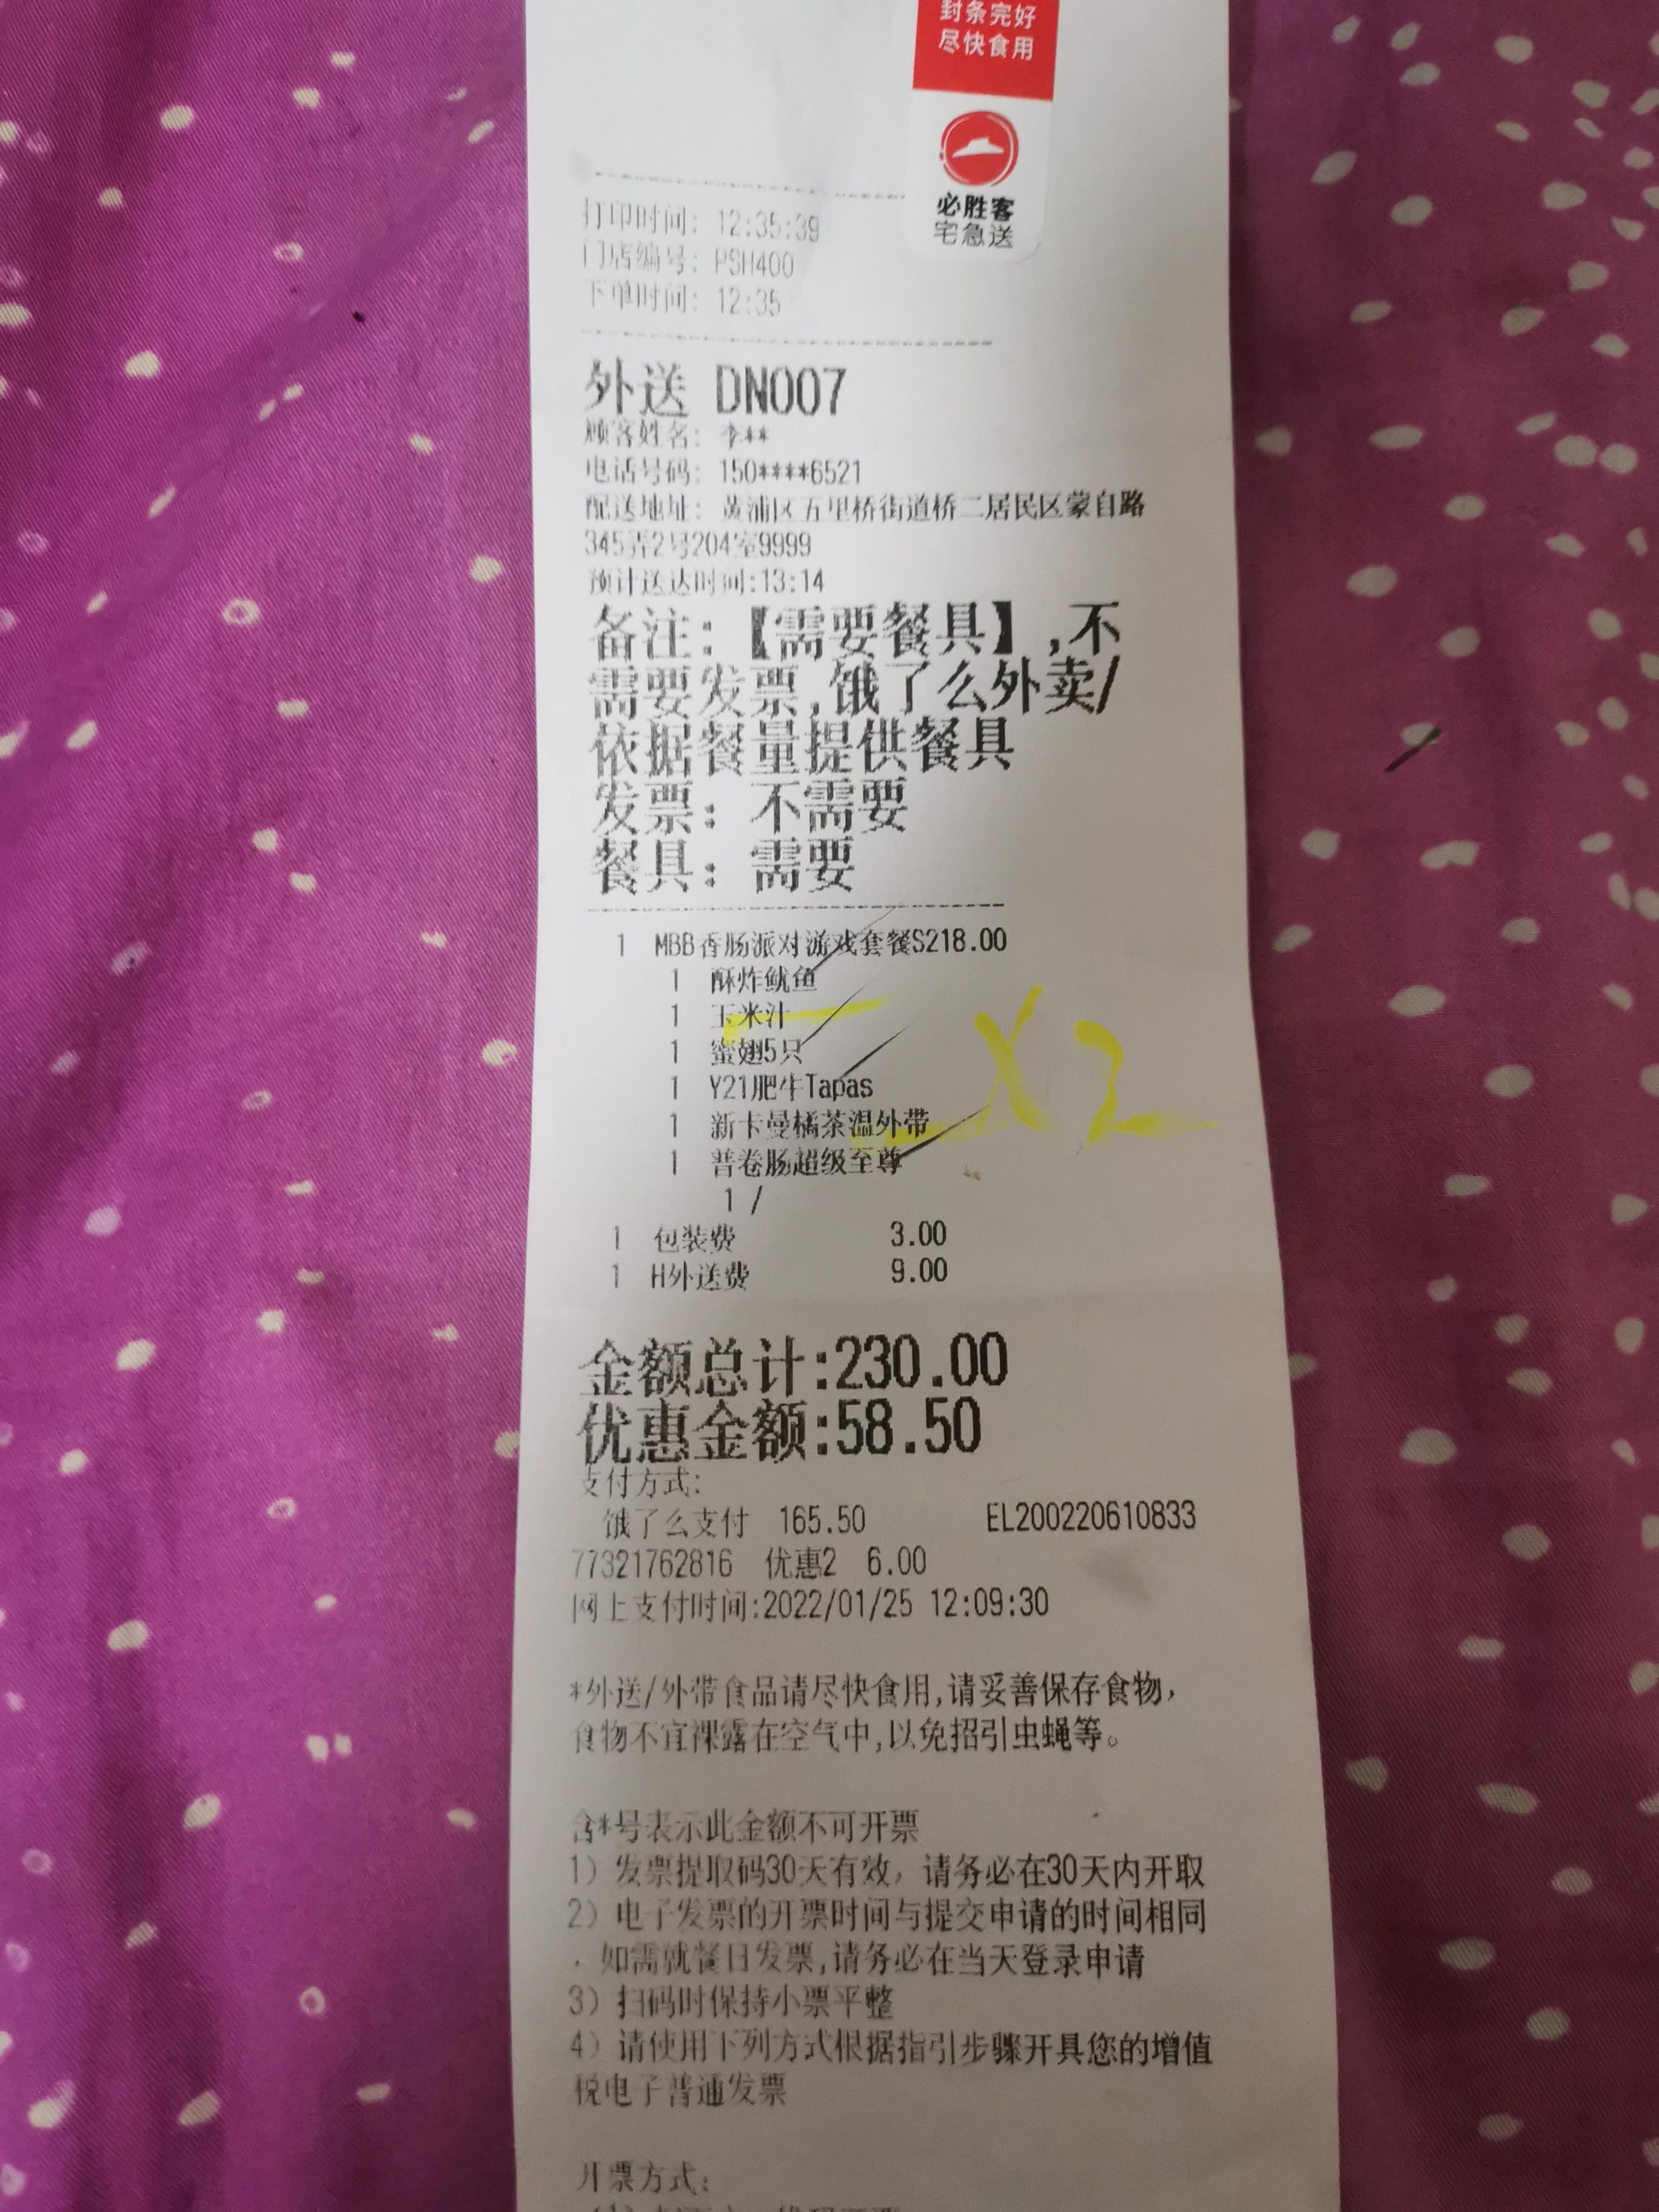 封条完好
尽快食用
必胜客
宅急送
打印时间: 12:35:39
门店编号: PSH400
下单时间: 12:35
外送 DN007
顾客姓名: 李**
电话号码: 150****6521
配送地址: 黄浦区五里桥街道桥二居民区蒙自路
345弄2号204室9999
预计送达时间:13:14
备注:【需要餐具】,不
需要发票,饿了么外卖/
依据餐量提供餐具
发票: 不需要
餐具: 需要
1 MBB香肠派对游戏套餐S218.00
1 酥炸鱿鱼
1 玉米汁
1 蜜翅5只
1 Y21肥牛Tapas
X2
1 新卡曼橘茶温外带
1 普卷肠超级至尊
1 /
1 包装费 3.00
1 H外送费 9.00
金额总计:230.00
优惠金额:58.50
支付方式:
饿了么支付 165.50 EL200220610833
77321762816 优惠2 6.00
网上支付时间:2022/01/25 12:09:30
*外送/外带食品请尽快食用,请妥善保存食物,
食物不宜裸露在空气中,以免招引虫蝇等。
含*号表示此金额不可开票
1) 发票提取码30天有效, 请务必在30天内开取
2) 电子发票的开票时间与提交申请的时间相同
, 如需就餐日发票,请务必在当天登录申请
3) 扫码时保持小票平整
4) 请使用下列方式根据指引步骤开具您的增值
税电子普通发票
开票方式: